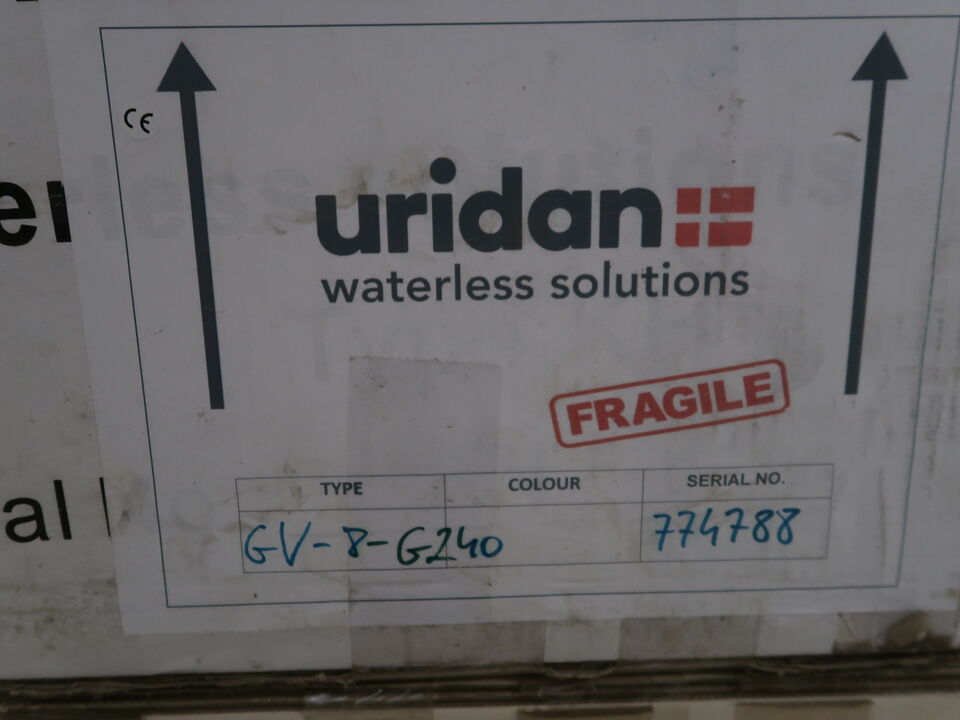 CE
er
uridan
waterless solutions
FRAGILE
TYPE COLOUR SERIAL NO.
GV-8-G240 774788
al